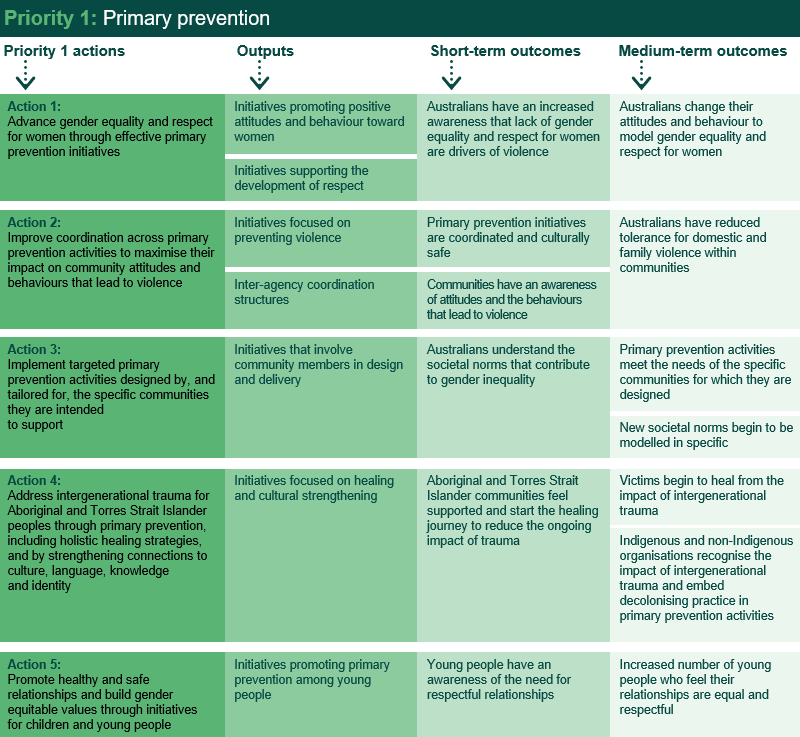 Priority 1: Primary prevention
Priority 1 actions
Outputs
Short-term outcomes
Medium-term outcomes
Action 1:
Advance gender equality and respect
for women through effective primary
prevention initiatives
Initiatives promoting positive
attitudes and behaviour toward
women
Initiatives supporting the
development of respect
Australians have an increased
awareness that lack of gender
equality and respect for women
are drivers of violence
Australians change their
attitudes and behaviour to
model gender equality and
respect for women
Action 2:
Improve coordination across primary
prevention activities to maximise their
impact on community attitudes and
behaviours that lead to violence
Initiatives focused on
preventing violence
Inter-agency coordination
structures
Primary prevention initiatives
are coordinated and culturally
safe
Communities have an awareness
of attitudes and the behaviours
that lead to violence
Australians have reduced
tolerance for domestic and
family violence within
communities
Action 3:
Implement targeted primary
prevention activities designed by, and
tailored for, the specific communities
they are intended
to support
Initiatives that involve
community members in design
and delivery
Australians understand the
societal norms that contribute
to gender inequality
Primary prevention activities
meet the needs of the specific
communities for which they are
designed
New societal norms begin to be
modelled in specific
Action 4:
Address intergenerational trauma for
Aboriginal and Torres Strait Islander
peoples through primary prevention,
including holistic healing strategies,
and by strengthening connections to
culture, language, knowledge
and identity
Initiatives focused on healing
and cultural strengthening
Aboriginal and Torres Strait
Islander communities feel
supported and start the healing
journey to reduce the ongoing
impact of trauma
Victims begin to heal from the
impact of intergenerational
trauma
Indigenous and non-Indigenous
organisations recognise the
impact of intergenerational
trauma and embed
decolonising practice in
primary prevention activities
Action 5:
Promote healthy and safe
relationships and build gender
equitable values through initiatives
for children and young people
Initiatives promoting primary
prevention among young
people
Young people have an
awareness of the need for
respectful relationships
Increased number of young
people who feel their
relationships are equal and
respectful